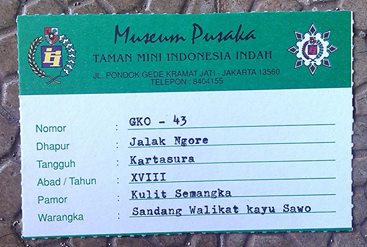 Museum Pusaka
TAMAN MINI INDONESIA INDAH
JL. PONDOK GEDE KRAMAT JATI - JAKARTA 13560
TELEPON : 8404155
Nomor : GKO - 43
Dhapur : Jalak Ngore
Tangguh : Kartasura
Abad / Tahun : XVIII
Pamor : Kulit Semangka
Warangka : Sandang Walikat kayu Sawo